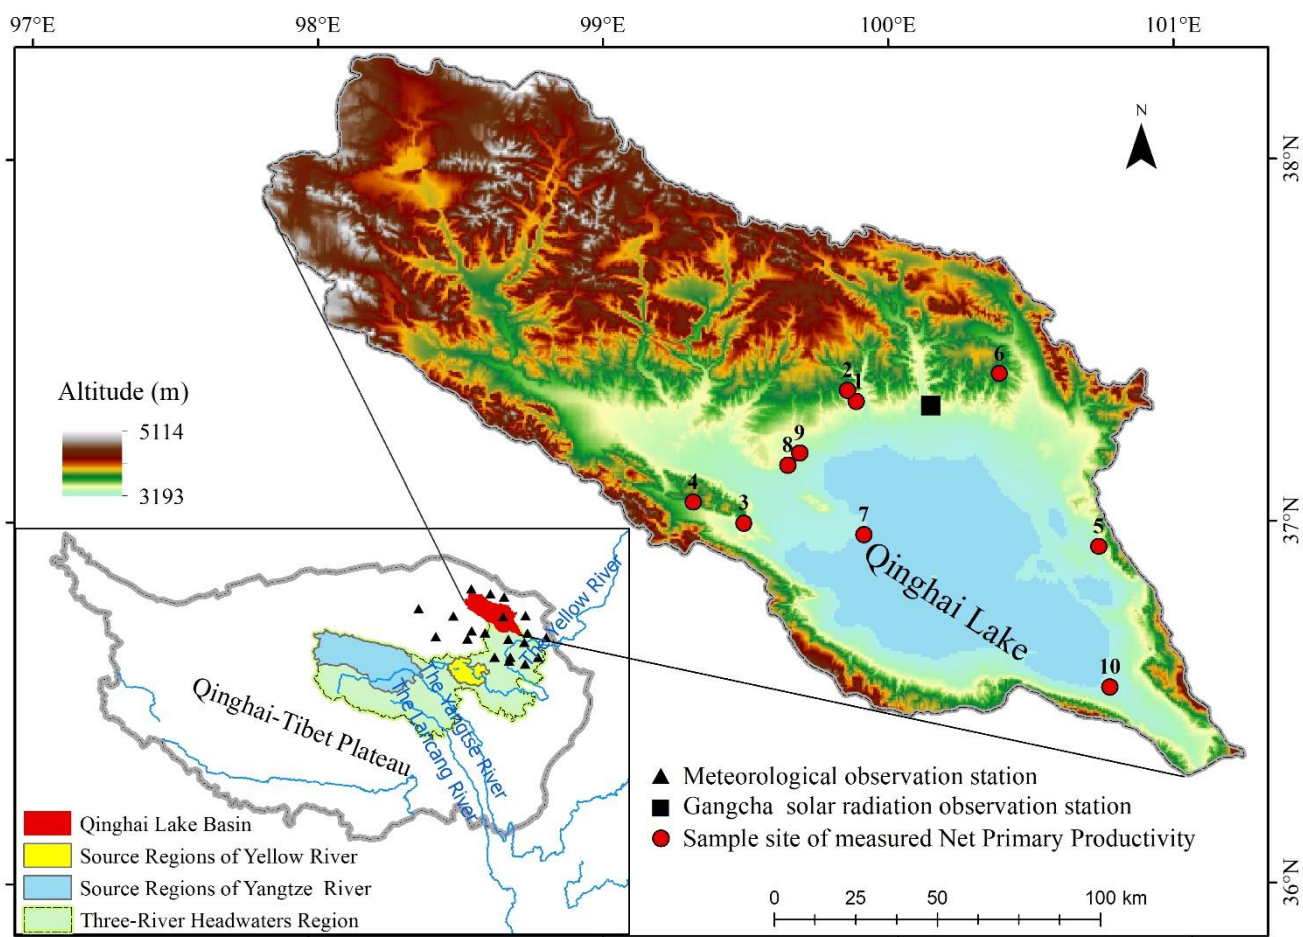 97°E 98°E 99°E 100°E 101°E
N
38°N
Altitude (m)
5114
3193
6
2 1
9
8
4
3
7
5
37°N
Qinghai Lake
10
The Yellow River
The Yangtse River
The Lancang River
Qinghai-Tibet Plateau
Qinghai Lake Basin
Source Regions of Yellow River
Source Regions of Yangtze River
Three-River Headwaters Region
Meteorological observation station
Gangcha solar radiation observation station
Sample site of measured Net Primary Productivity
36°N
0 25 50 100 km